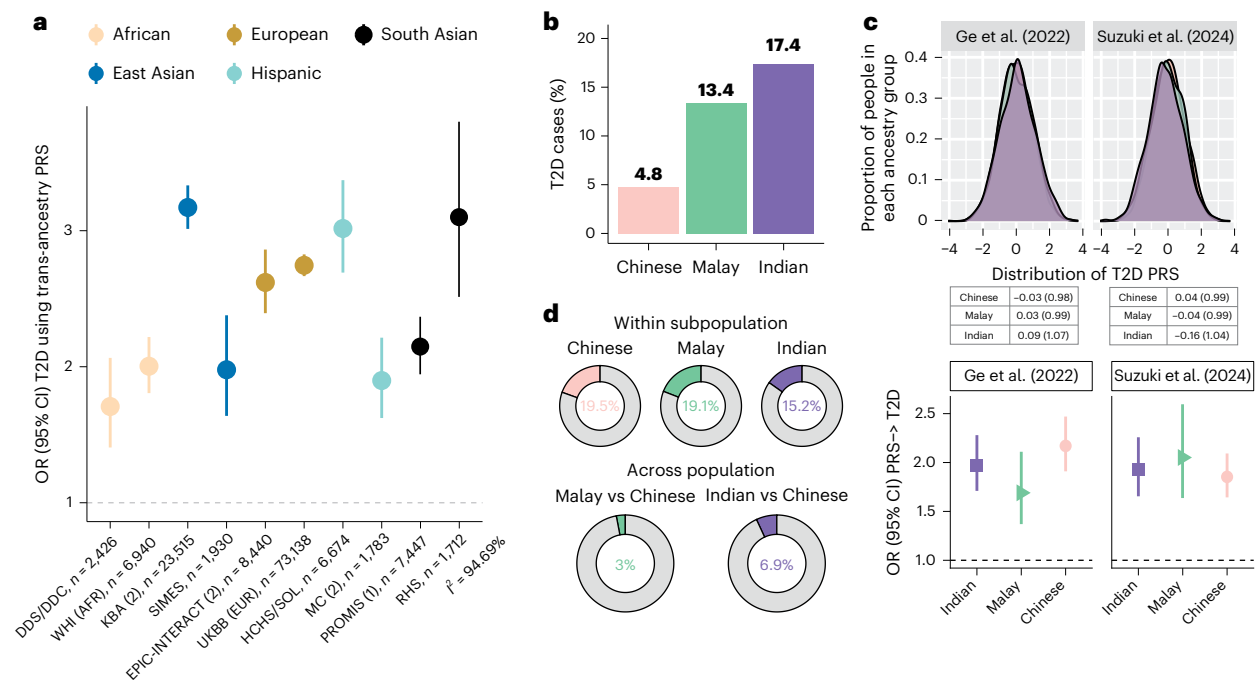 a
African
European
South Asian
East Asian
Hispanic
OR (95% CI) T2D using trans-ancestry PRS
3
2
1
DDS/DDC, n = 2,426
WHI (AFR), n = 6,940
KBA (2), n = 23,515
SIMES, n = 1,930
EPIC-INTERACT (2), n = 8,440
UKBB (EUR), n = 73,138
HCHS/SOL, n = 6,674
MC (2), n = 1,783
PROMIS (1), n = 7,447
RHS, n = 1,712
I² = 94.69%
b
T2D cases (%)
20
15
10
5
0
4.8
13.4
17.4
Chinese
Malay
Indian
c
Ge et al. (2022)
Suzuki et al. (2024)
Proportion of people in
each ancestry group
0.4
0.3
0.2
0.1
0
−4 −2 0 2 4
−4 −2 0 2 4
Distribution of T2D PRS
Chinese −0.03 (0.98)
Malay 0.03 (0.99)
Indian 0.09 (1.07)
Chinese 0.04 (0.99)
Malay −0.04 (0.99)
Indian −0.16 (1.04)
Ge et al. (2022)
Suzuki et al. (2024)
OR (95% CI) PRS−> T2D
2.5
2.0
1.5
1.0
Indian
Malay
Chinese
Indian
Malay
Chinese
d
Within subpopulation
Chinese
Malay
Indian
19.5%
19.1%
15.2%
Across population
Malay vs Chinese
Indian vs Chinese
3%
6.9%